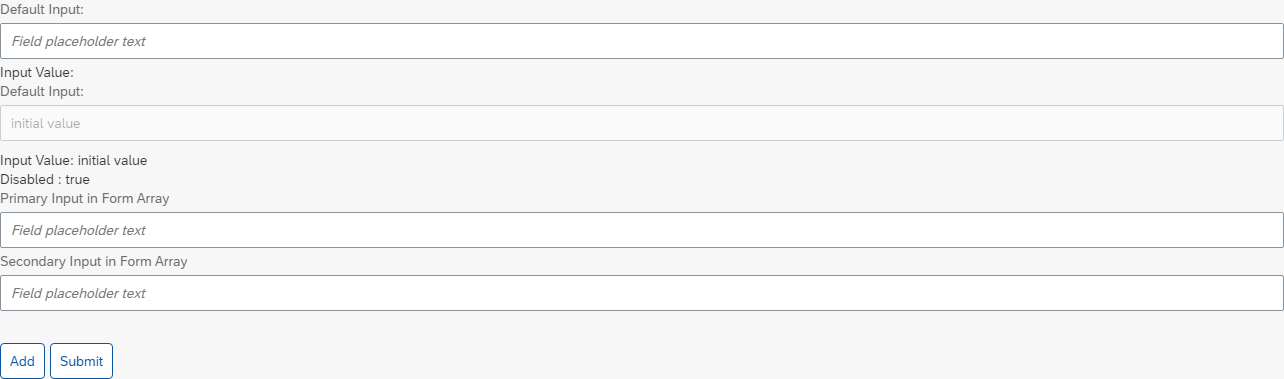 Default Input:
Field placeholder text
Input Value:
Default Input:
initial value
Input Value: initial value
Disabled : true
Primary Input in Form Array
Field placeholder text
Secondary Input in Form Array
Field placeholder text
Add Submit